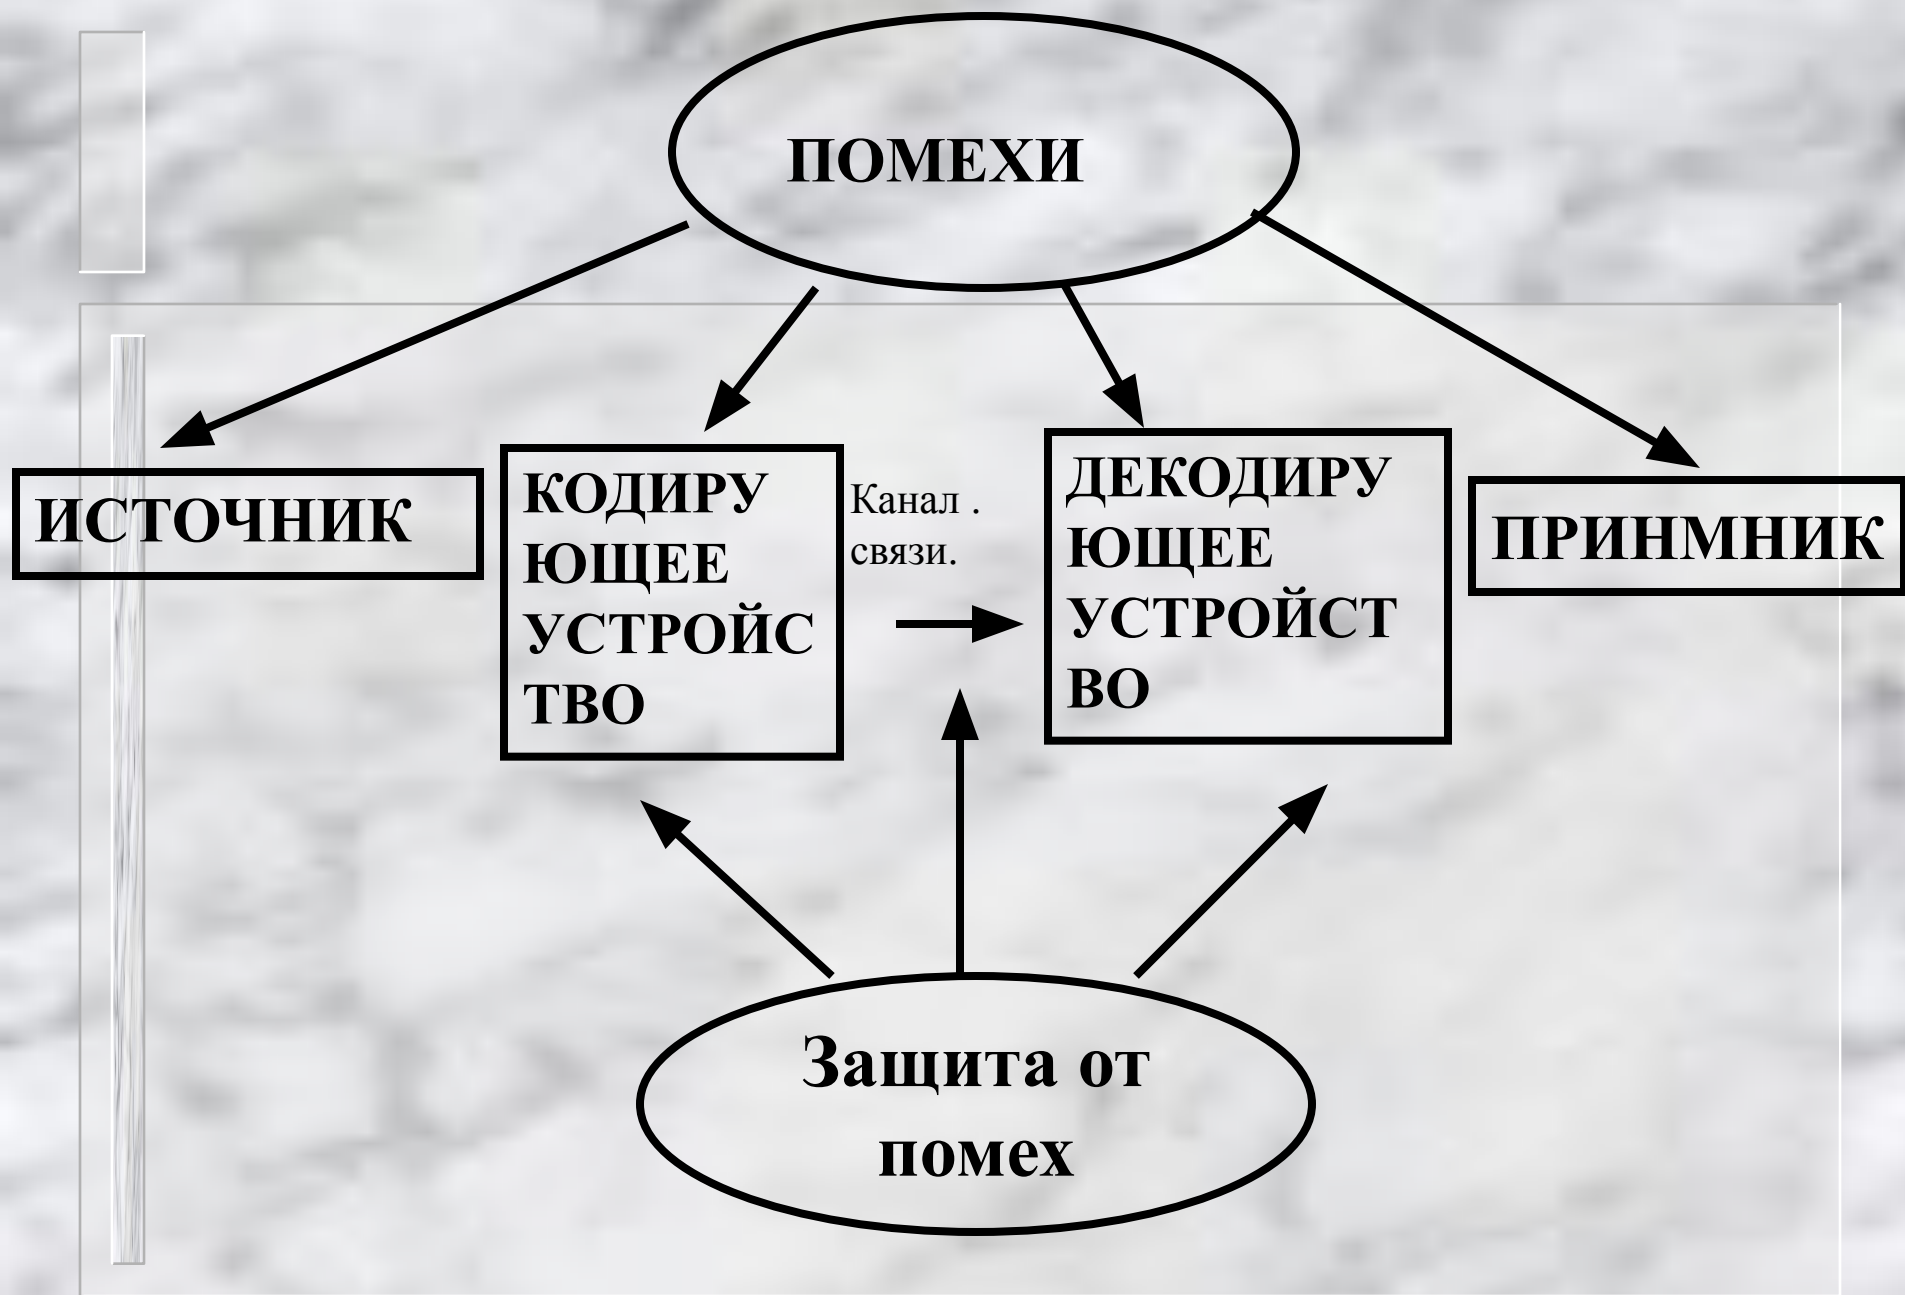 ПОМЕХИ
ИСТОЧНИК
КОДИРУ
ЮЩЕЕ
УСТРОЙС
ТВО
Канал .
связи.
ДЕКОДИРУ
ЮЩЕЕ
УСТРОЙСТ
ВО
ПРИНМНИК
Защита от
помех